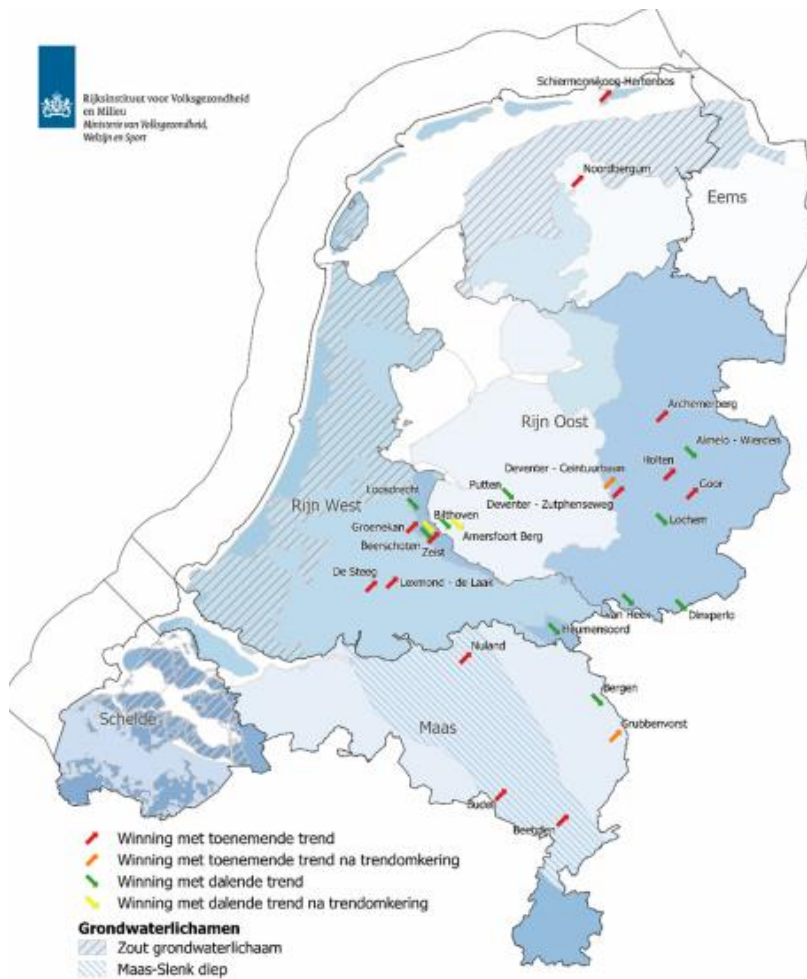 Rijksinstituut voor Volksgezondheid
en Milieu
Ministerie van Volksgezondheid,
Welzijn en Sport
Schiermonnikoog-Hertenbos
Noordbergum
Eems
Archemerberg
Rijn Oost
Almelo - Wierden
Deventer - Ceintuurbaan
Holten
Putten
Goor
Loosdrecht
Deventer - Zutphenseweg
Rijn West
Bilthoven
Lochem
Groenekan
Amersfoort Berg
Beerschoten
Zeist
De Steeg
Lexmond - de Laak
Van Heek
Dinxperlo
Heumensoord
Nuland
Bergen
Schelde
Maas
Grubbenvorst
Budel
Beegden
Winning met toenemende trend
Winning met toenemende trend na trendomkering
Winning met dalende trend
Winning met dalende trend na trendomkering
Grondwaterlichamen
Zout grondwaterlichaam
Maas-Slenk diep